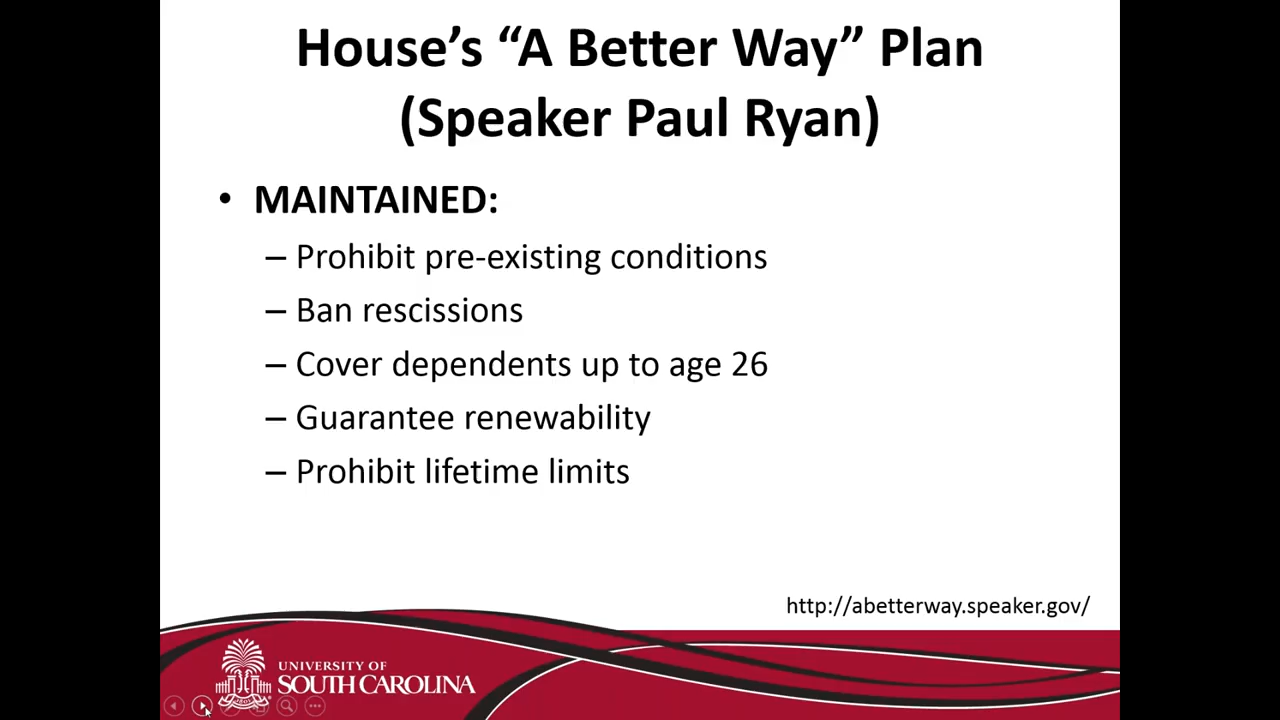 House’s “A Better Way” Plan
(Speaker Paul Ryan)
• MAINTAINED:
– Prohibit pre-existing conditions
– Ban rescissions
– Cover dependents up to age 26
– Guarantee renewability
– Prohibit lifetime limits
http://abetterway.speaker.gov/
UNIVERSITY OF
SOUTH CAROLINA